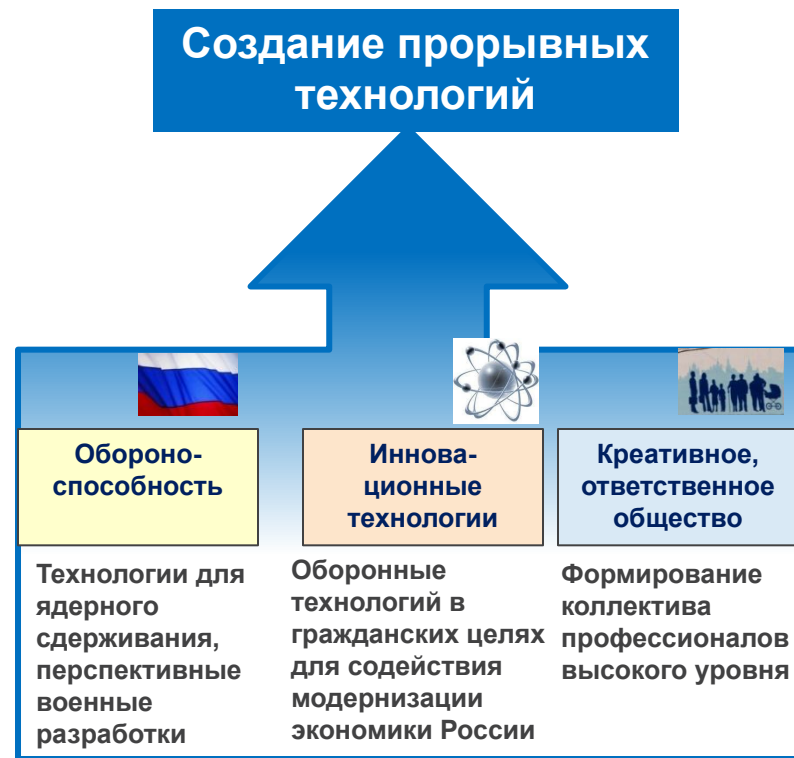 Создание прорывных
технологий
Обороно-
способность
Иннова-
ционные
технологии
Креативное,
ответственное
общество
Технологии для
ядерного
сдерживания,
перспективные
военные
разработки
Оборонные
технологий в
гражданских целях
для содействия
модернизации
экономики России
Формирование
коллектива
профессионалов
высокого уровня